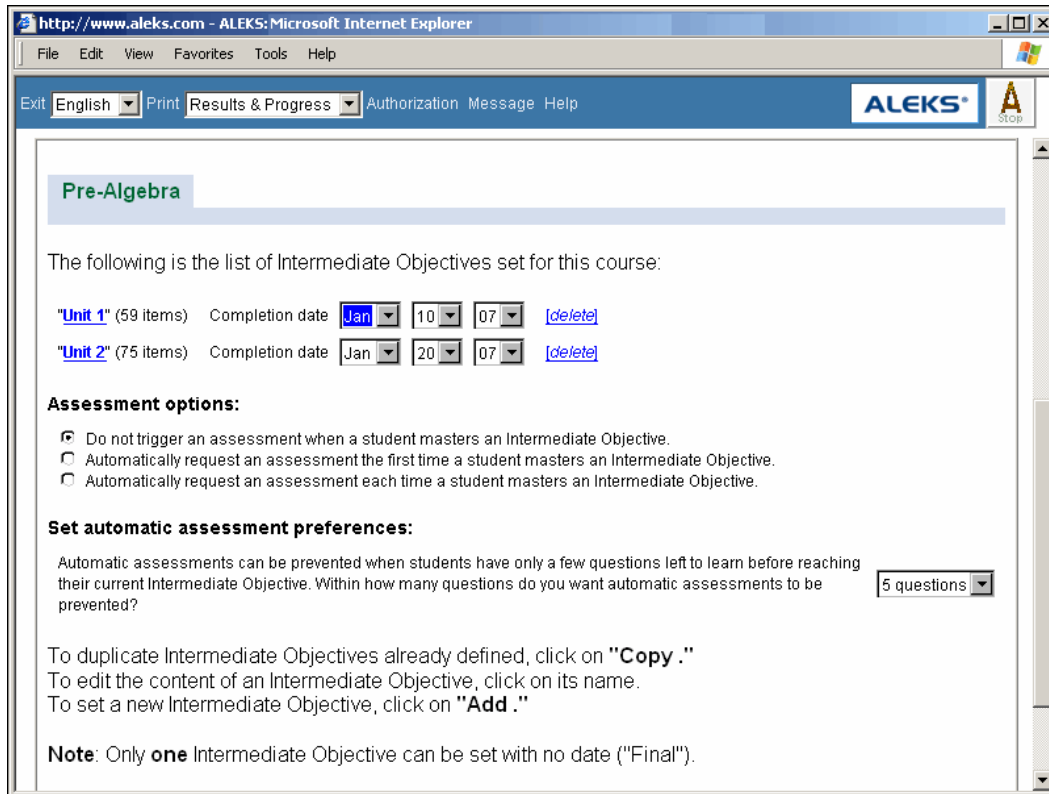 http://www.aleks.com - ALEKS: Microsoft Internet Explorer
File Edit View Favorites Tools Help
Exit English Print Results & Progress Authorization Message Help ALEKS Stop
Pre-Algebra
The following is the list of Intermediate Objectives set for this course:
"Unit 1" (59 items) Completion date Jan 10 07 [delete]
"Unit 2" (75 items) Completion date Jan 20 07 [delete]
Assessment options:
Do not trigger an assessment when a student masters an Intermediate Objective.
Automatically request an assessment the first time a student masters an Intermediate Objective.
Automatically request an assessment each time a student masters an Intermediate Objective.
Set automatic assessment preferences:
Automatic assessments can be prevented when students have only a few questions left to learn before reaching
their current Intermediate Objective. Within how many questions do you want automatic assessments to be
prevented?
5 questions
To duplicate Intermediate Objectives already defined, click on "Copy ."
To edit the content of an Intermediate Objective, click on its name.
To set a new Intermediate Objective, click on "Add ."
Note: Only one Intermediate Objective can be set with no date ("Final").